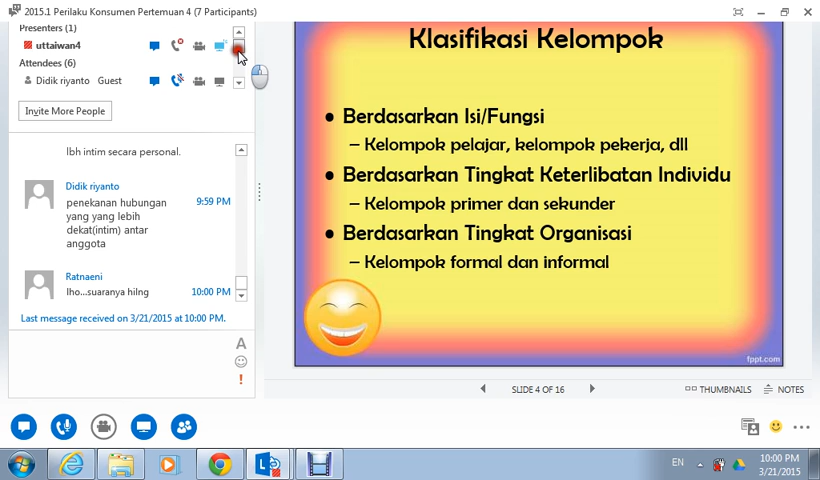 2015.1 Perilaku Konsumen Pertemuan 4 (7 Participants)
Presenters (1)
uttaiwan4
Attendees (6)
Didik riyanto Guest
Invite More People
lbh intim secara personal.
Didik riyanto
penekanan hubungan 9:59 PM
yang yang lebih
dekat(intim) antar
anggota
Ratnaeni
lho...suaranya hilng 10:00 PM
Last message received on 3/21/2015 at 10:00 PM.
A
!
Klasifikasi Kelompok
• Berdasarkan Isi/Fungsi
– Kelompok pelajar, kelompok pekerja, dll
• Berdasarkan Tingkat Keterlibatan Individu
– Kelompok primer dan sekunder
• Berdasarkan Tingkat Organisasi
– Kelompok formal dan informal
fppt.com
SLIDE 4 OF 16
THUMBNAILS
NOTES
EN
10:00 PM
3/21/2015